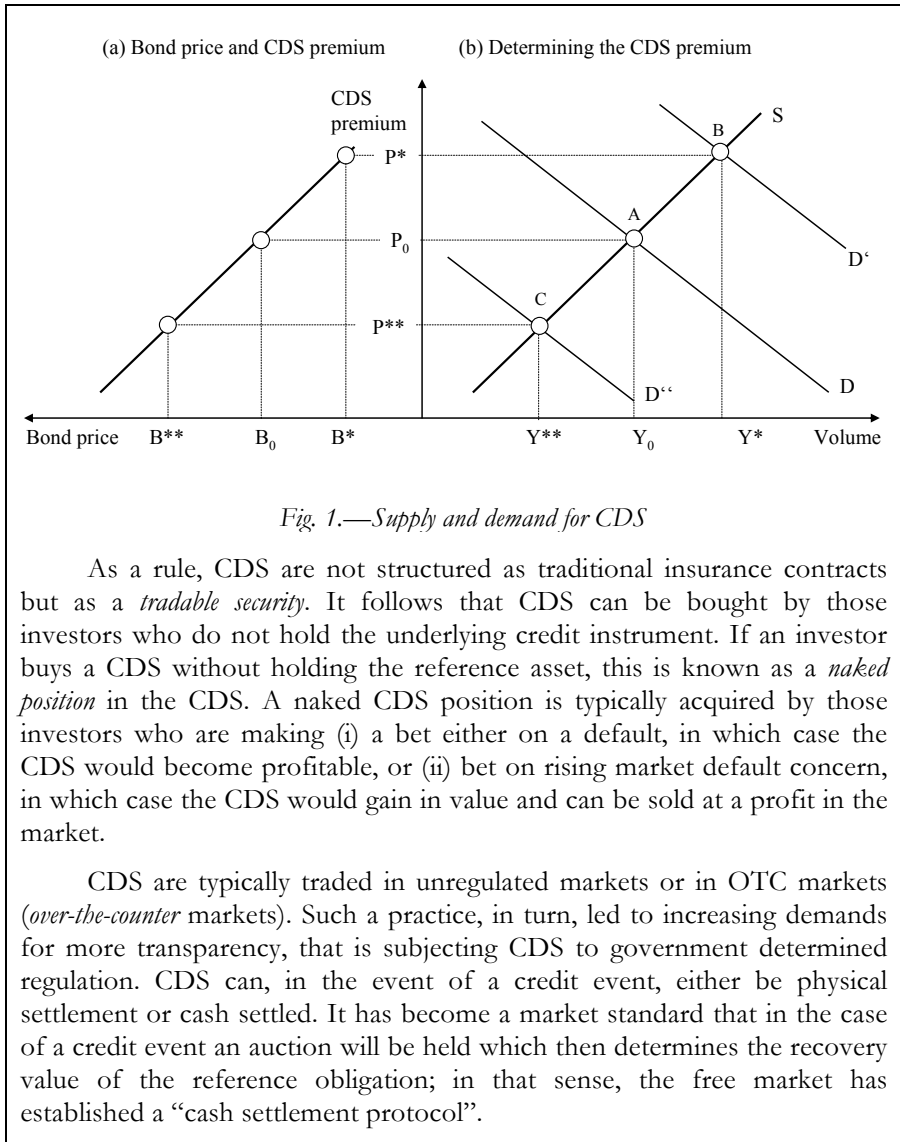 (a) Bond price and CDS premium
(b) Determining the CDS premium
CDS
premium
S
B
P*
A
P0
D‘
C
P**
D‘‘
D
Bond price
B**
B0
B*
Y**
Y0
Y*
Volume
Fig. 1.—Supply and demand for CDS
As a rule, CDS are not structured as traditional insurance contracts
but as a tradable security. It follows that CDS can be bought by those
investors who do not hold the underlying credit instrument. If an investor
buys a CDS without holding the reference asset, this is known as a naked
position in the CDS. A naked CDS position is typically acquired by those
investors who are making (i) a bet either on a default, in which case the
CDS would become profitable, or (ii) bet on rising market default concern,
in which case the CDS would gain in value and can be sold at a profit in the
market.
CDS are typically traded in unregulated markets or in OTC markets
(over-the-counter markets). Such a practice, in turn, led to increasing demands
for more transparency, that is subjecting CDS to government determined
regulation. CDS can, in the event of a credit event, either be physical
settlement or cash settled. It has become a market standard that in the case
of a credit event an auction will be held which then determines the recovery
value of the reference obligation; in that sense, the free market has
established a “cash settlement protocol”.